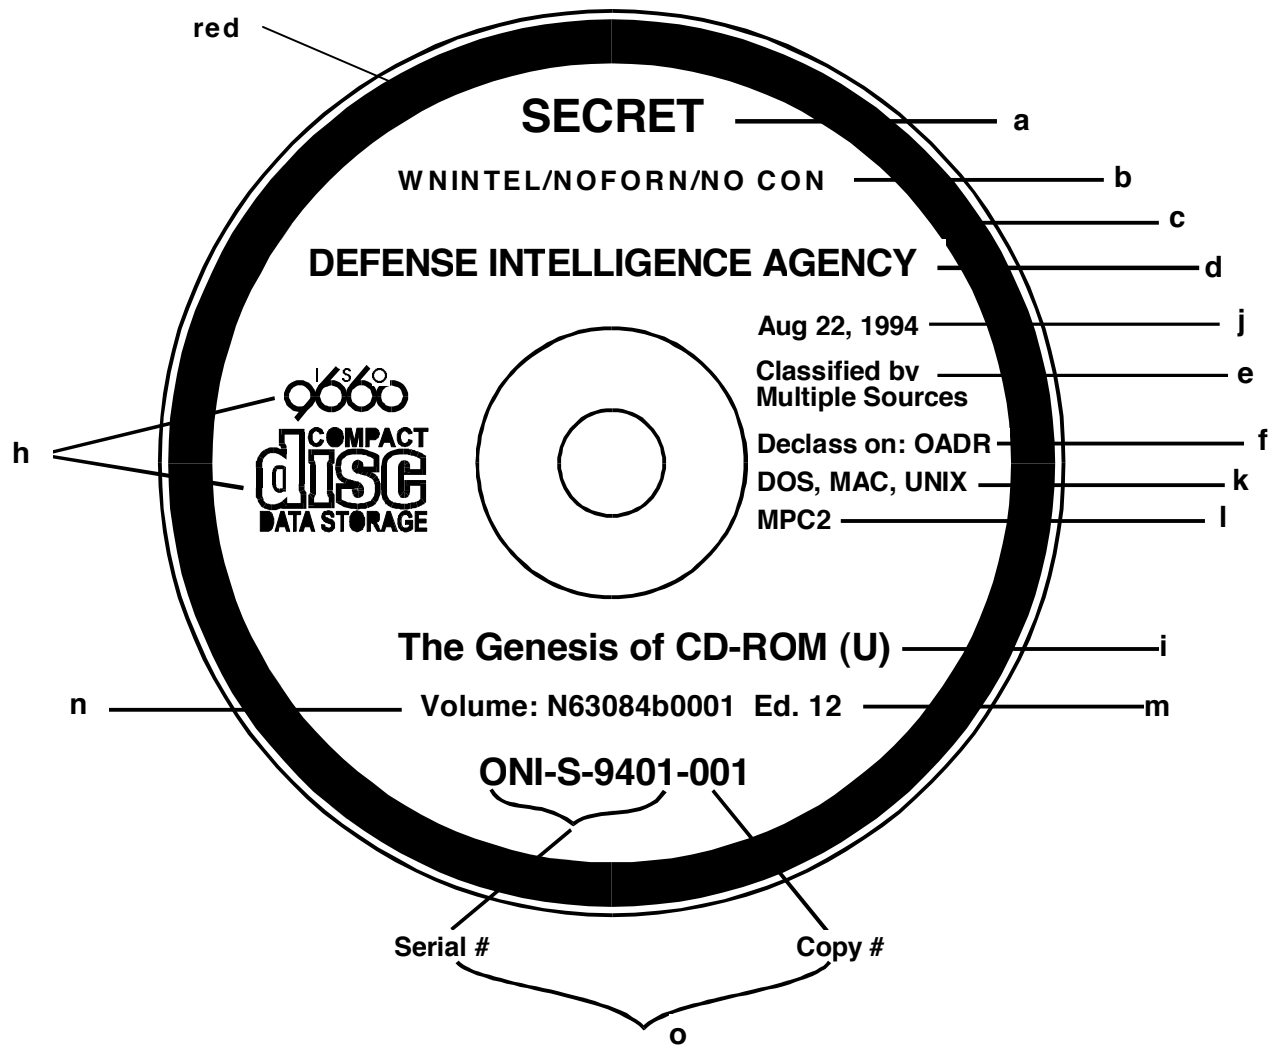 red
SECRET a
WNINTEL/NOFORN/NO CON b
c
DEFENSE INTELLIGENCE AGENCY d
Aug 22, 1994 j
Classified by e
Multiple Sources
ISO
9660
h
COMPACT
disc
DATA STORAGE
Declass on: OADR f
DOS, MAC, UNIX k
MPC2 l
The Genesis of CD-ROM (U) i
n Volume: N63084b0001 Ed. 12 m
ONI-S-9401-001
Serial # Copy #
o